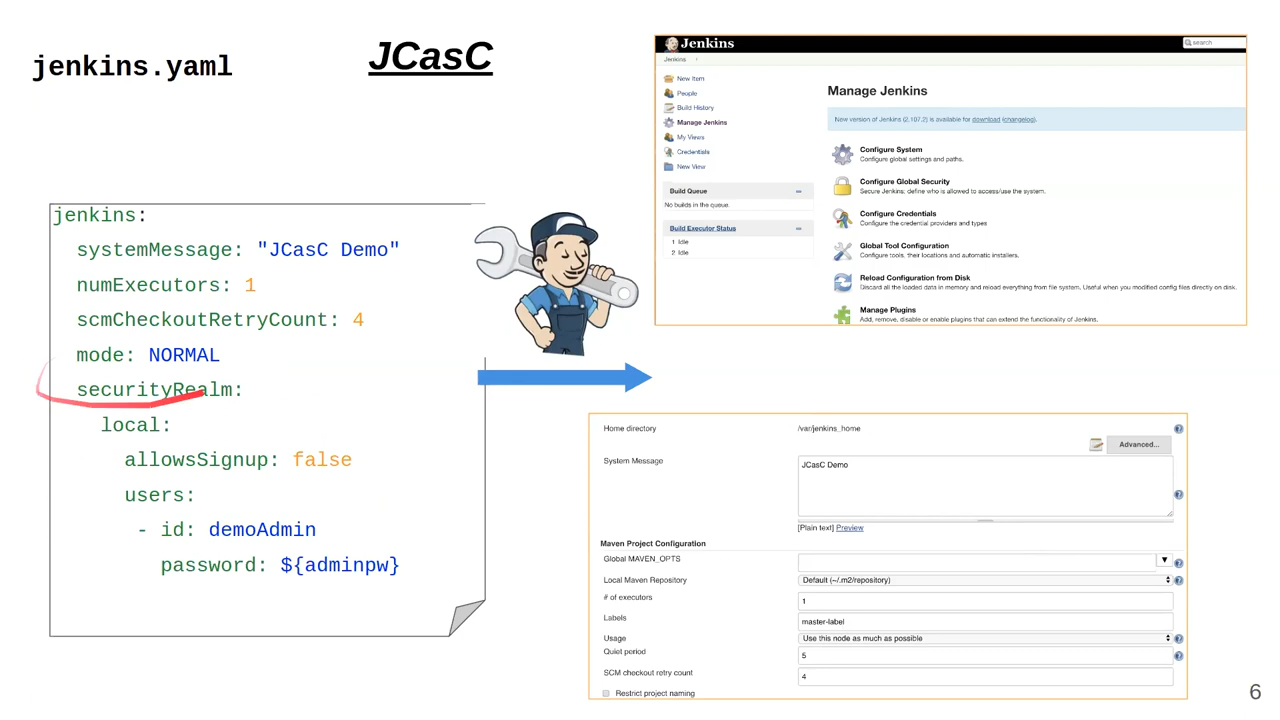 jenkins.yaml
JCasC
jenkins:
systemMessage: "JCasC Demo"
numExecutors: 1
scmCheckoutRetryCount: 4
mode: NORMAL
securityRealm:
local:
allowsSignup: false
users:
- id: demoAdmin
password: ${adminpw}
Jenkins
search
Jenkins ›
New Item
People
Build History
Manage Jenkins
My Views
Credentials
New View
Build Queue
No builds in the queue.
Build Executor Status
1 Idle
2 Idle
Manage Jenkins
New version of Jenkins (2.107.2) is available for download (changelog).
Configure System
Configure global settings and paths.
Configure Global Security
Secure Jenkins; define who is allowed to access/use the system.
Configure Credentials
Configure the credential providers and types
Global Tool Configuration
Configure tools, their locations and automatic installers.
Reload Configuration from Disk
Discard all the loaded data in memory and reload everything from file system. Useful when you modified config files directly on disk.
Manage Plugins
Add, remove, disable or enable plugins that can extend the functionality of Jenkins.
Home directory /var/jenkins_home
Advanced...
System Message JCasC Demo
[Plain text] Preview
Maven Project Configuration
Global MAVEN_OPTS
Local Maven Repository Default (~/.m2/repository)
# of executors 1
Labels master-label
Usage Use this node as much as possible
Quiet period 5
SCM checkout retry count 4
Restrict project naming
6